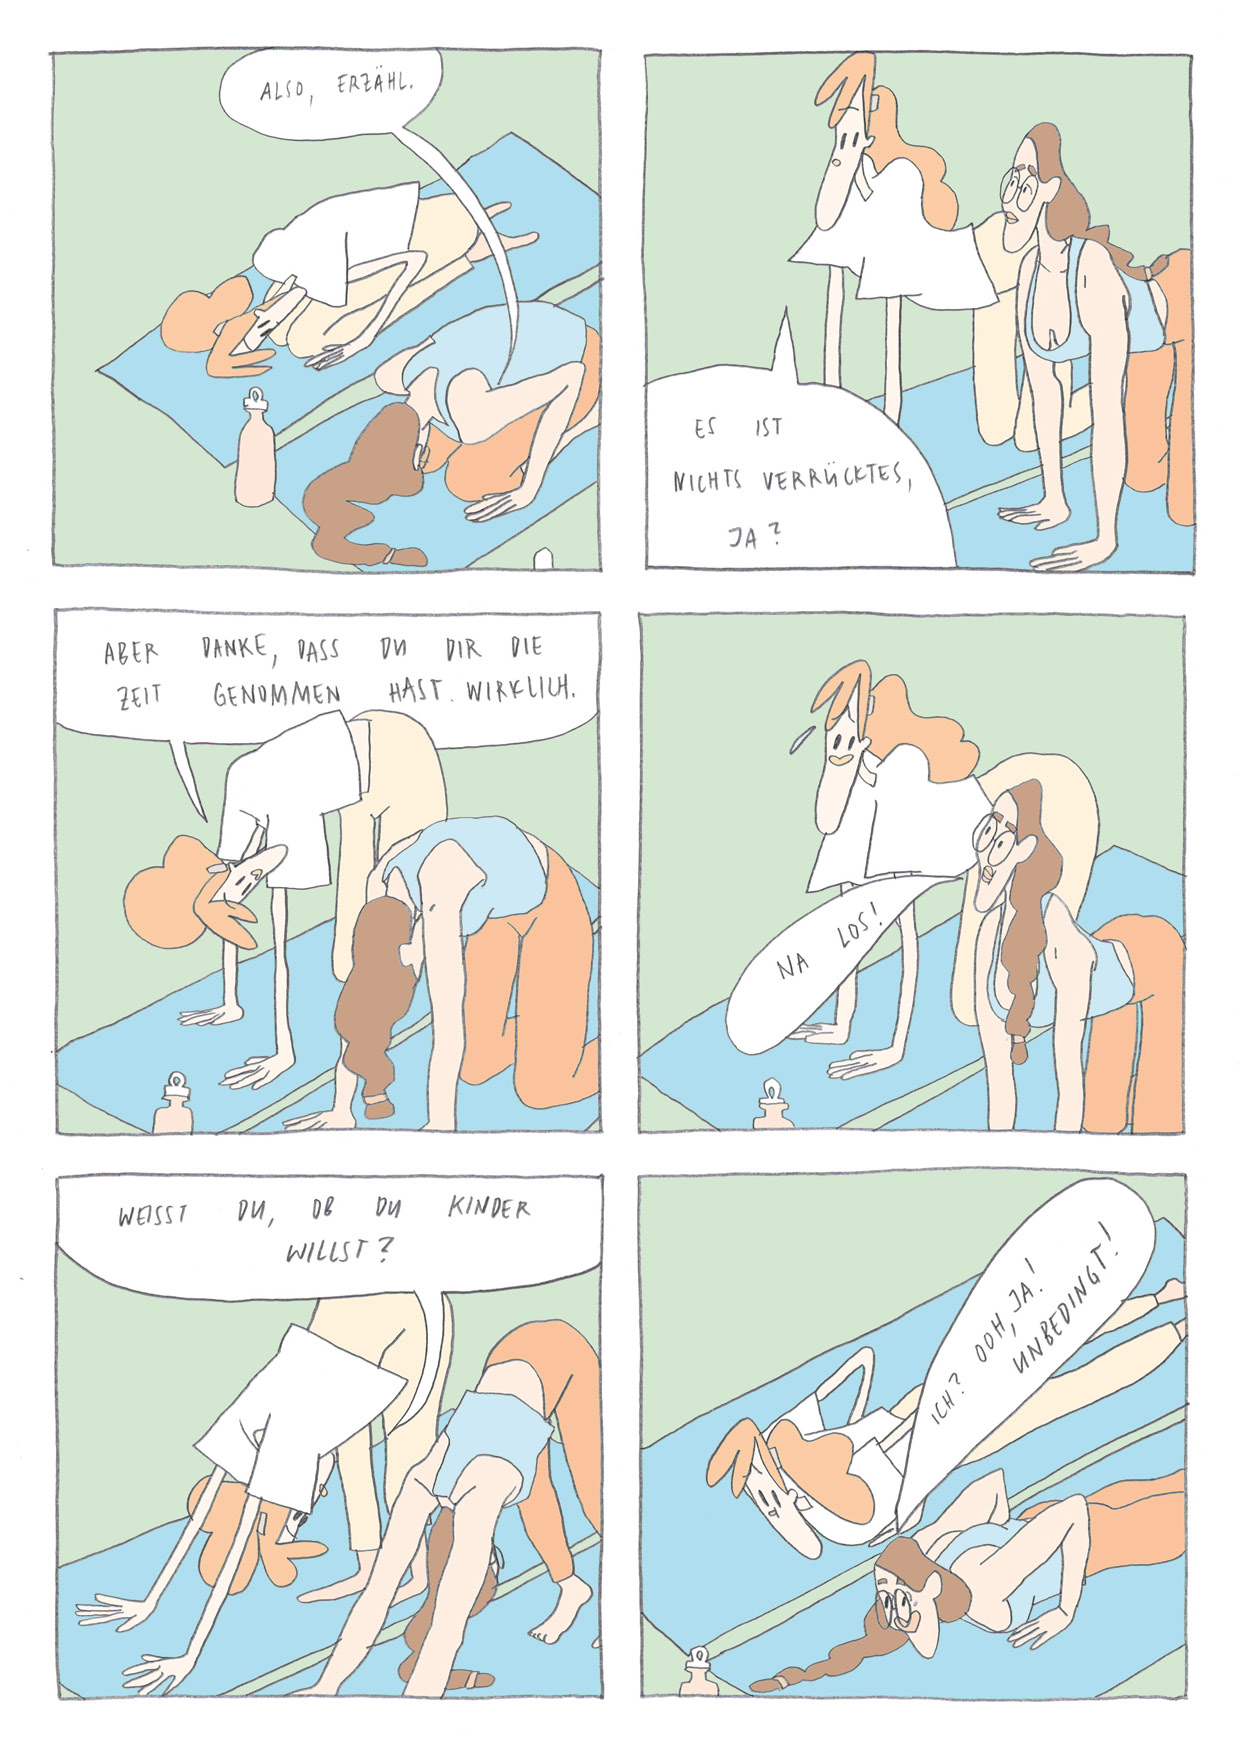 ALSO, ERZÄHL.
ES IST
NICHTS VERRÜCKTES,
JA?
ABER DANKE, DASS DU DIR DIE
ZEIT GENOMMEN HAST. WIRKLICH.
NA LOS!
WEISST DU, OB DU KINDER
WILLST?
ICH? OOH, JA!
UNBEDINGT!